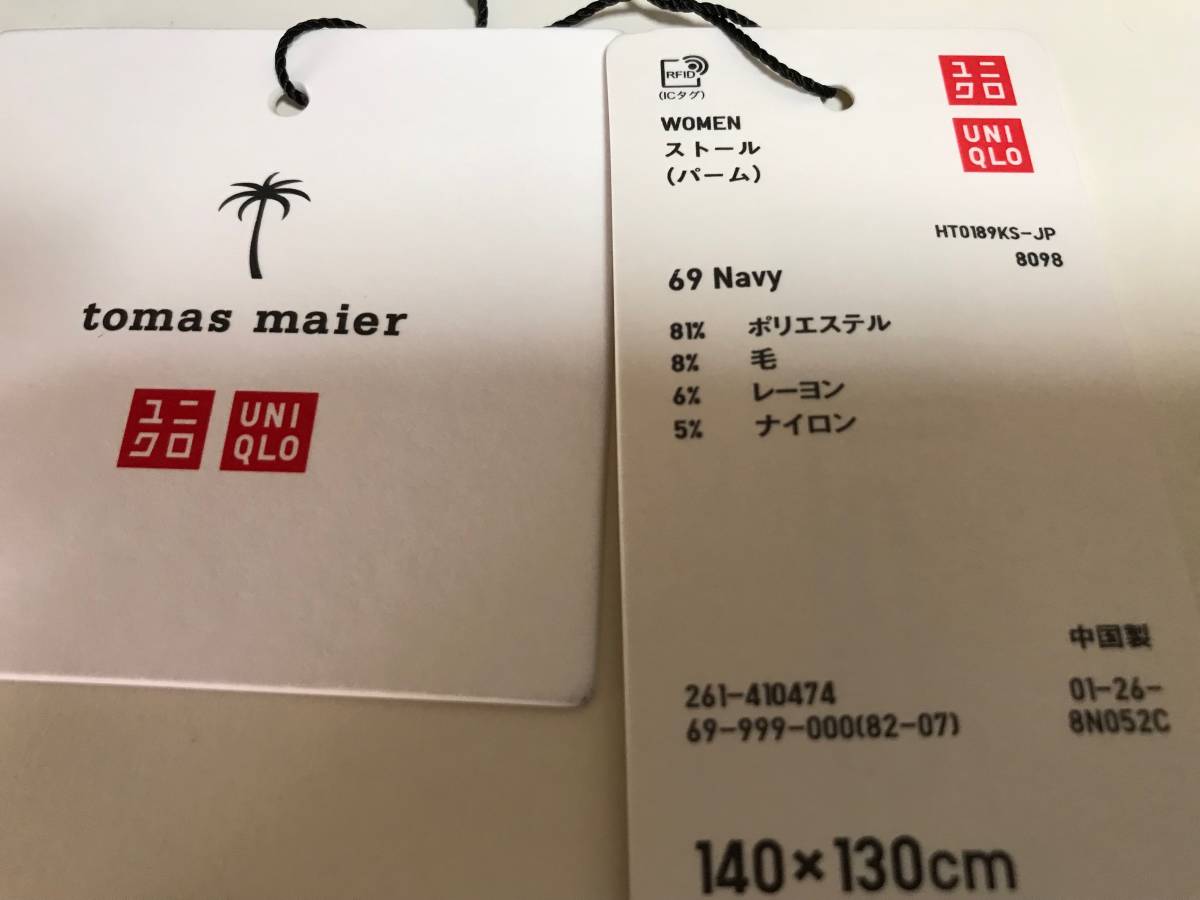 tomas maier
ユニ
クロ
UNI
QLO
RFID
(ICタグ)
WOMEN
ストール
(パーム)
ユニ
クロ
UNI
QLO
HT0189KS-JP
8098
69 Navy
81% ポリエステル
8% 毛
6% レーヨン
5% ナイロン
中国製
261-410474
69-999-000(82-07)
01-26-
8N052C
140×130cm